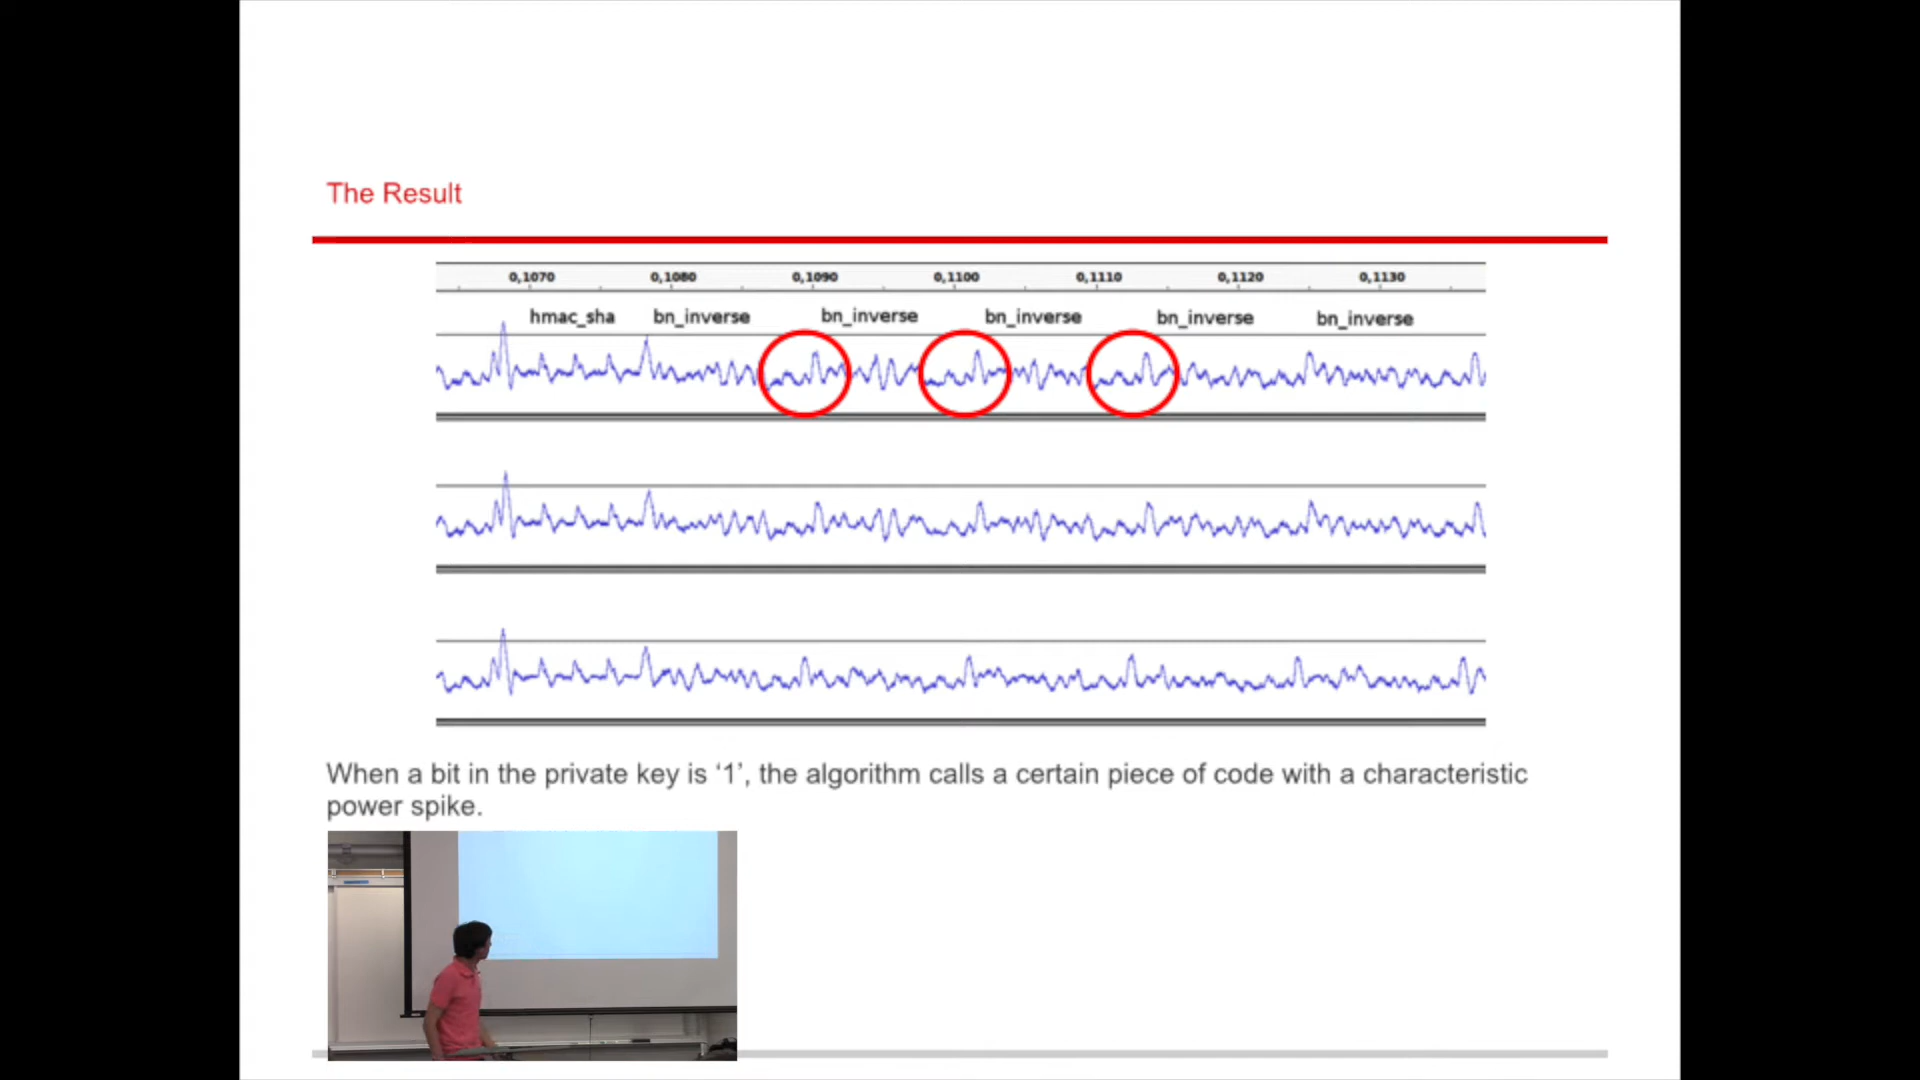 The Result
0,1070 0,1080 0,1090 0,1100 0,1110 0,1120 0,1130
hmac_sha bn_inverse bn_inverse bn_inverse bn_inverse bn_inverse
When a bit in the private key is ‘1’, the algorithm calls a certain piece of code with a characteristic
power spike.